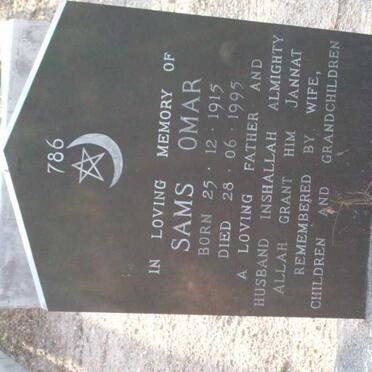 786
IN LOVING MEMORY OF
SAMS OMAR
BORN 25 · 12 · 1915
DIED 28 · 06 · 1995
A LOVING FATHER AND
HUSBAND INSHALLAH ALMIGHTY
ALLAH GRANT HIM JANNAT
REMEMBERED BY WIFE,
CHILDREN AND GRANDCHILDREN